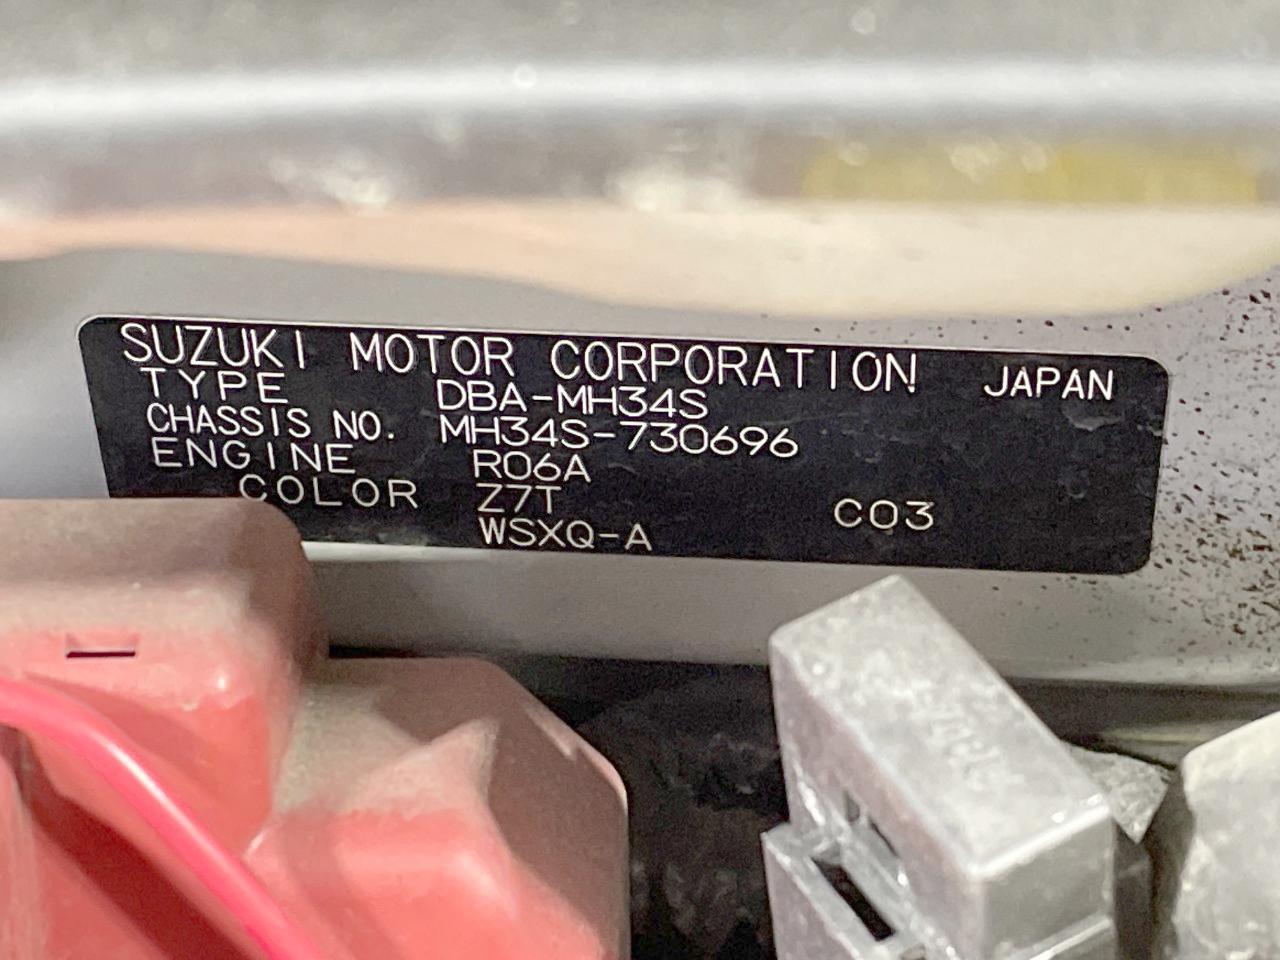 SUZUKI MOTOR CORPORATION JAPAN
TYPE DBA-MH34S
CHASSIS NO. MH34S-730696
ENGINE R06A
COLOR Z7T C03
WSXQ-A